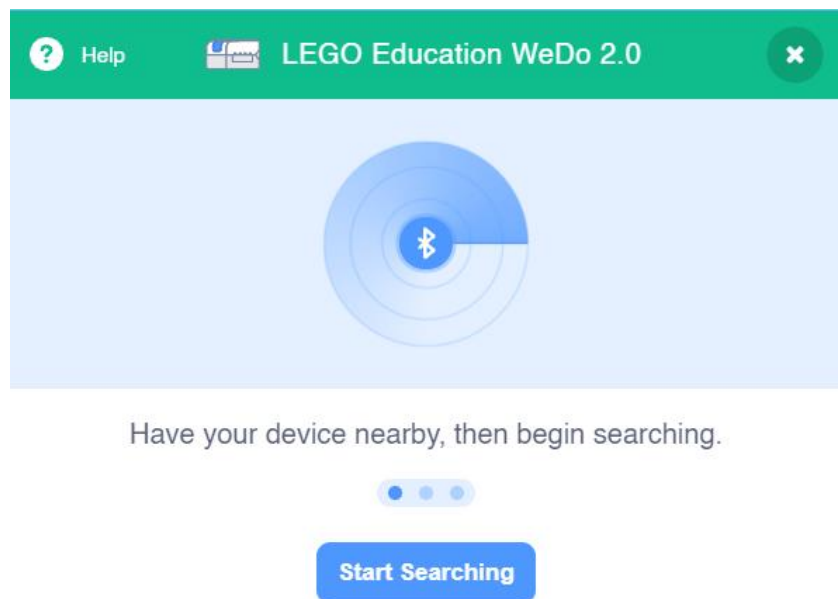 Help LEGO Education WeDo 2.0
Have your device nearby, then begin searching.
Start Searching